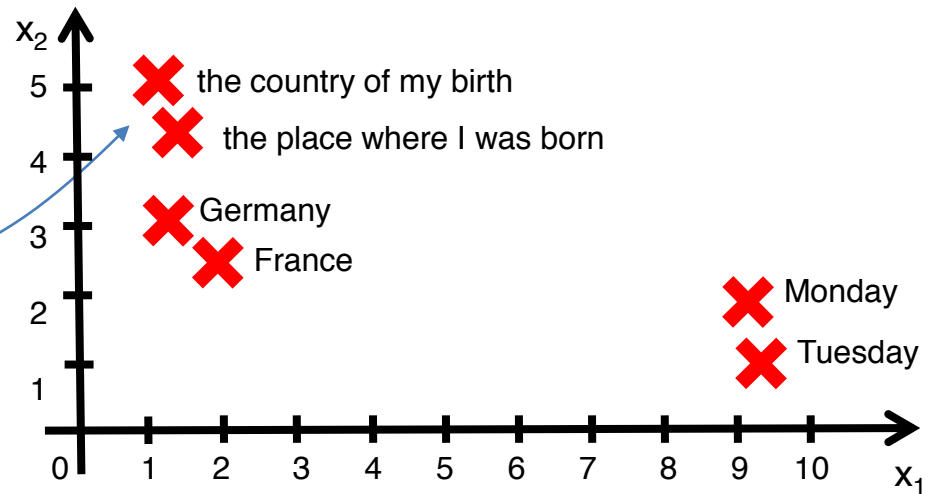 x2
5
the country of my birth
the place where I was born
4
Germany
3
France
Monday
2
Tuesday
1
0 1 2 3 4 5 6 7 8 9 10
x1